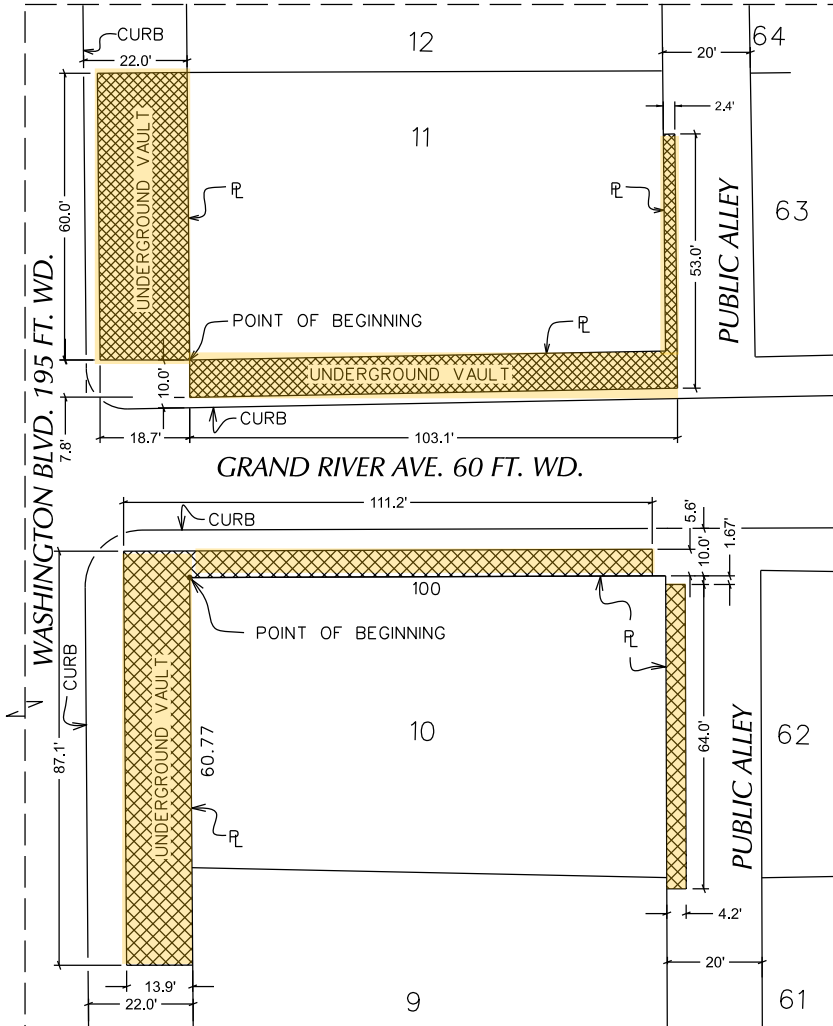 CURB
22.0'
12
20'
64
2.4'
11
60.0'
UNDERGROUND VAULT
PL
PL
53.0'
PUBLIC ALLEY
63
WASHINGTON BLVD. 195 FT. WD.
POINT OF BEGINNING
PL
UNDERGROUND VAULT
10.0'
7.8'
CURB
18.7'
103.1'
GRAND RIVER AVE. 60 FT. WD.
111.2'
CURB
5.6'
10.0'
1.67'
100
POINT OF BEGINNING
PL
CURB
UNDERGROUND VAULT
60.77
10
87.1'
64.0'
PUBLIC ALLEY
62
PL
4.2'
13.9'
22.0'
9
20'
61